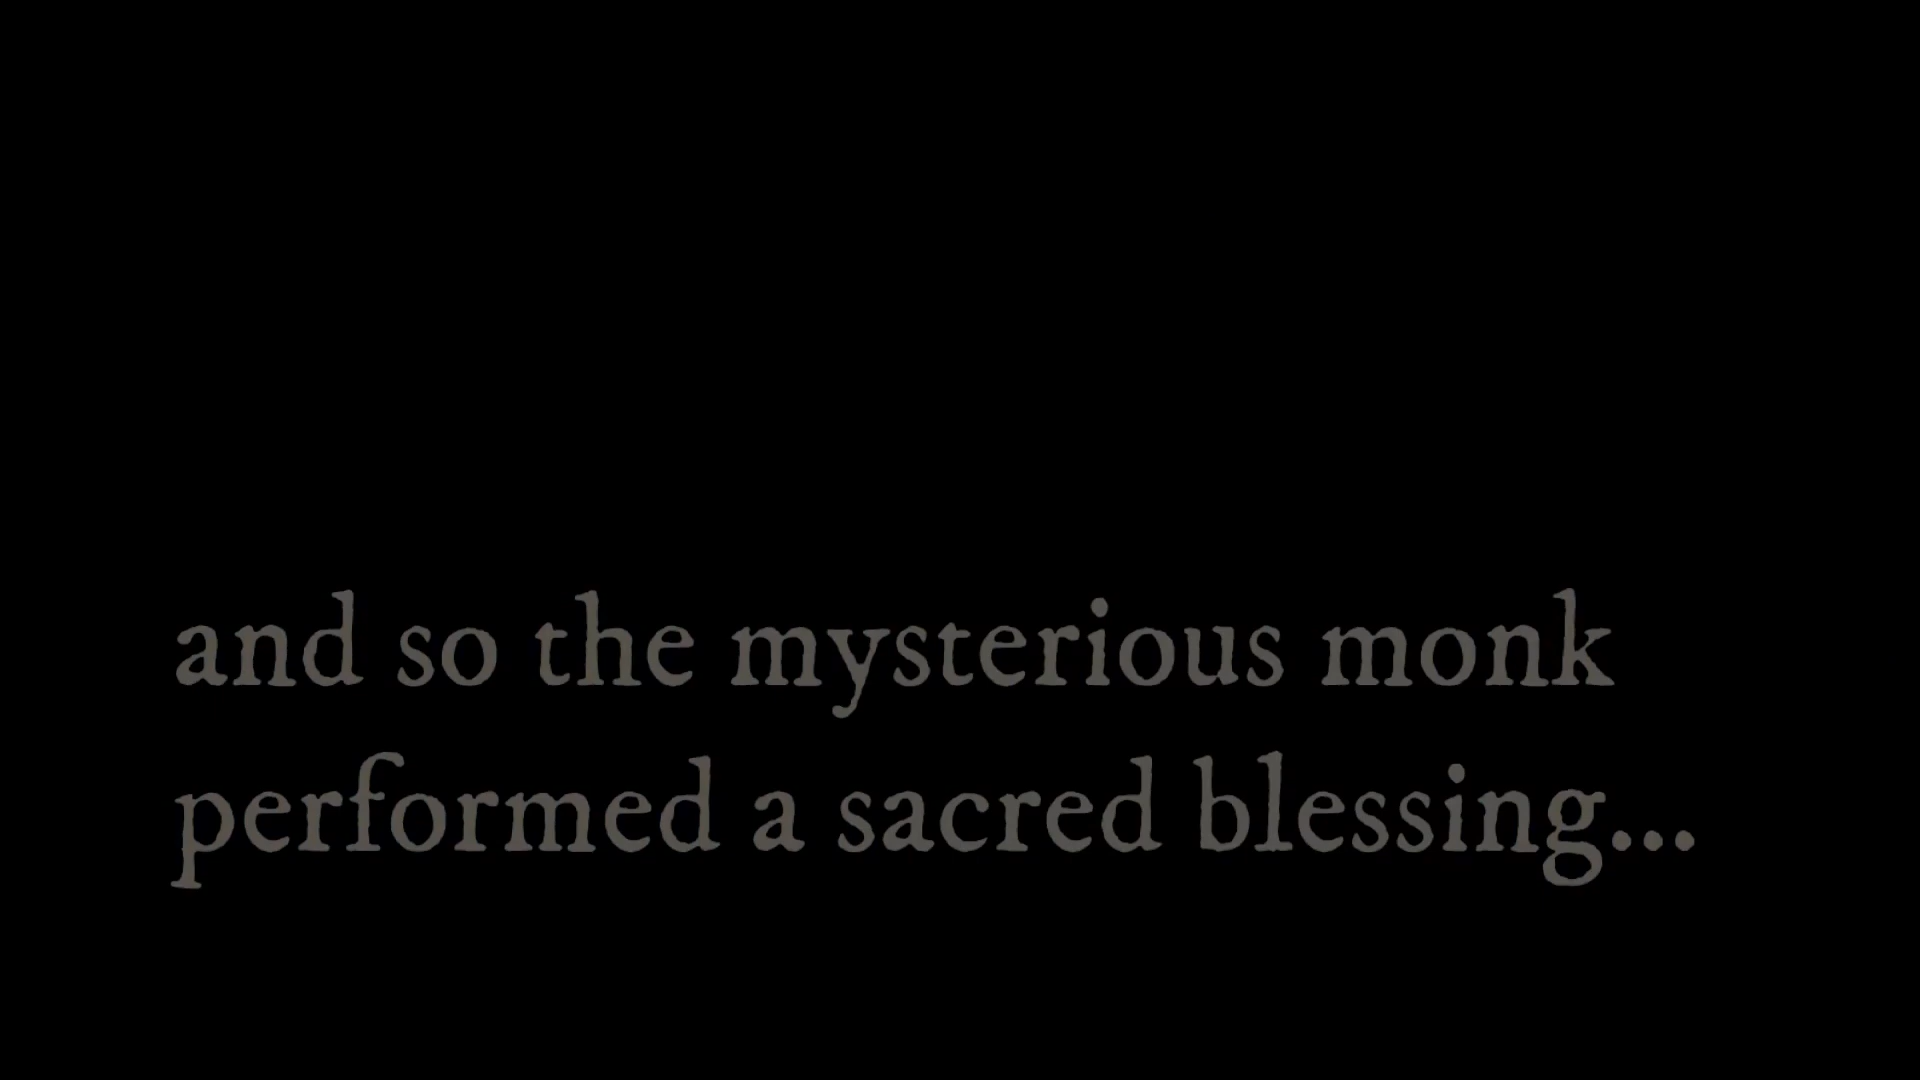 and so the mysterious monk
performed a sacred blessing...